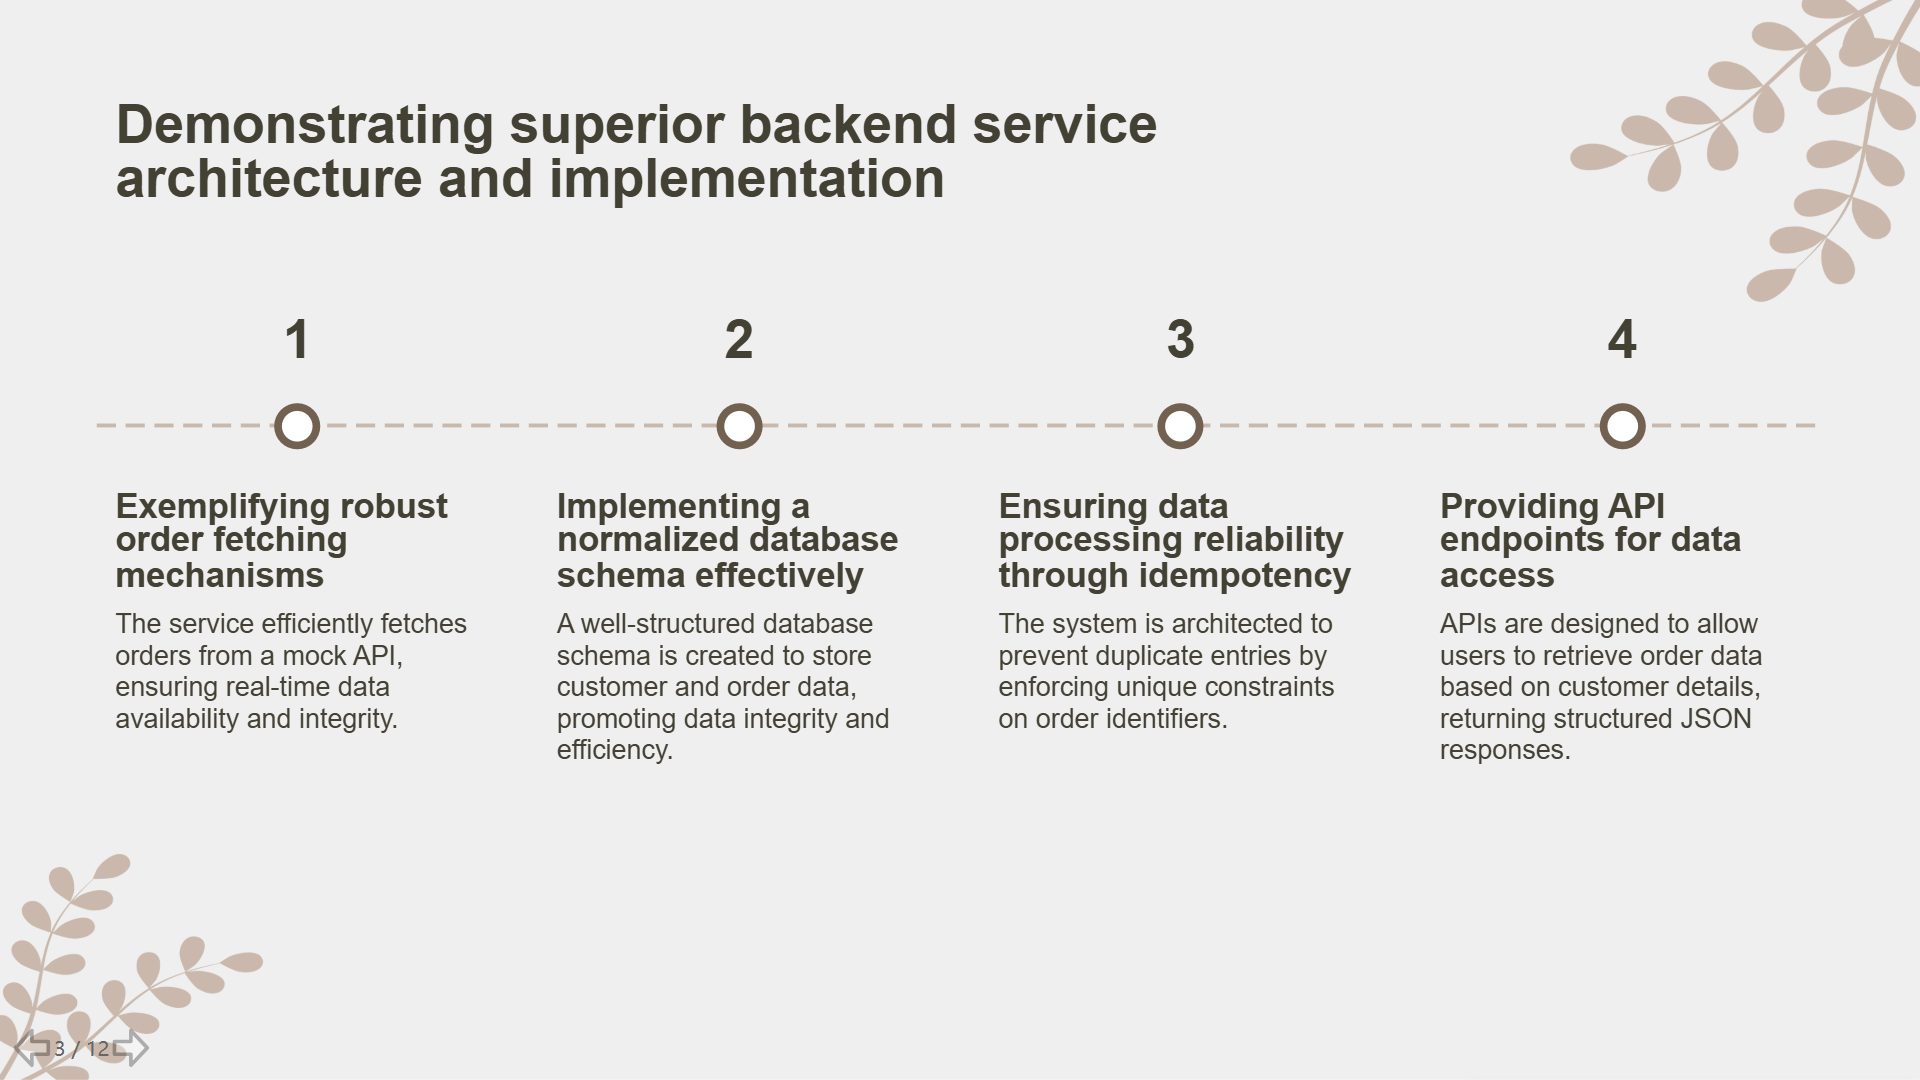 Demonstrating superior backend service
architecture and implementation
1
2
3
4
Exemplifying robust
order fetching
mechanisms
The service efficiently fetches
orders from a mock API,
ensuring real-time data
availability and integrity.
Implementing a
normalized database
schema effectively
A well-structured database
schema is created to store
customer and order data,
promoting data integrity and
efficiency.
Ensuring data
processing reliability
through idempotency
The system is architected to
prevent duplicate entries by
enforcing unique constraints
on order identifiers.
Providing API
endpoints for data
access
APIs are designed to allow
users to retrieve order data
based on customer details,
returning structured JSON
responses.
3 / 12